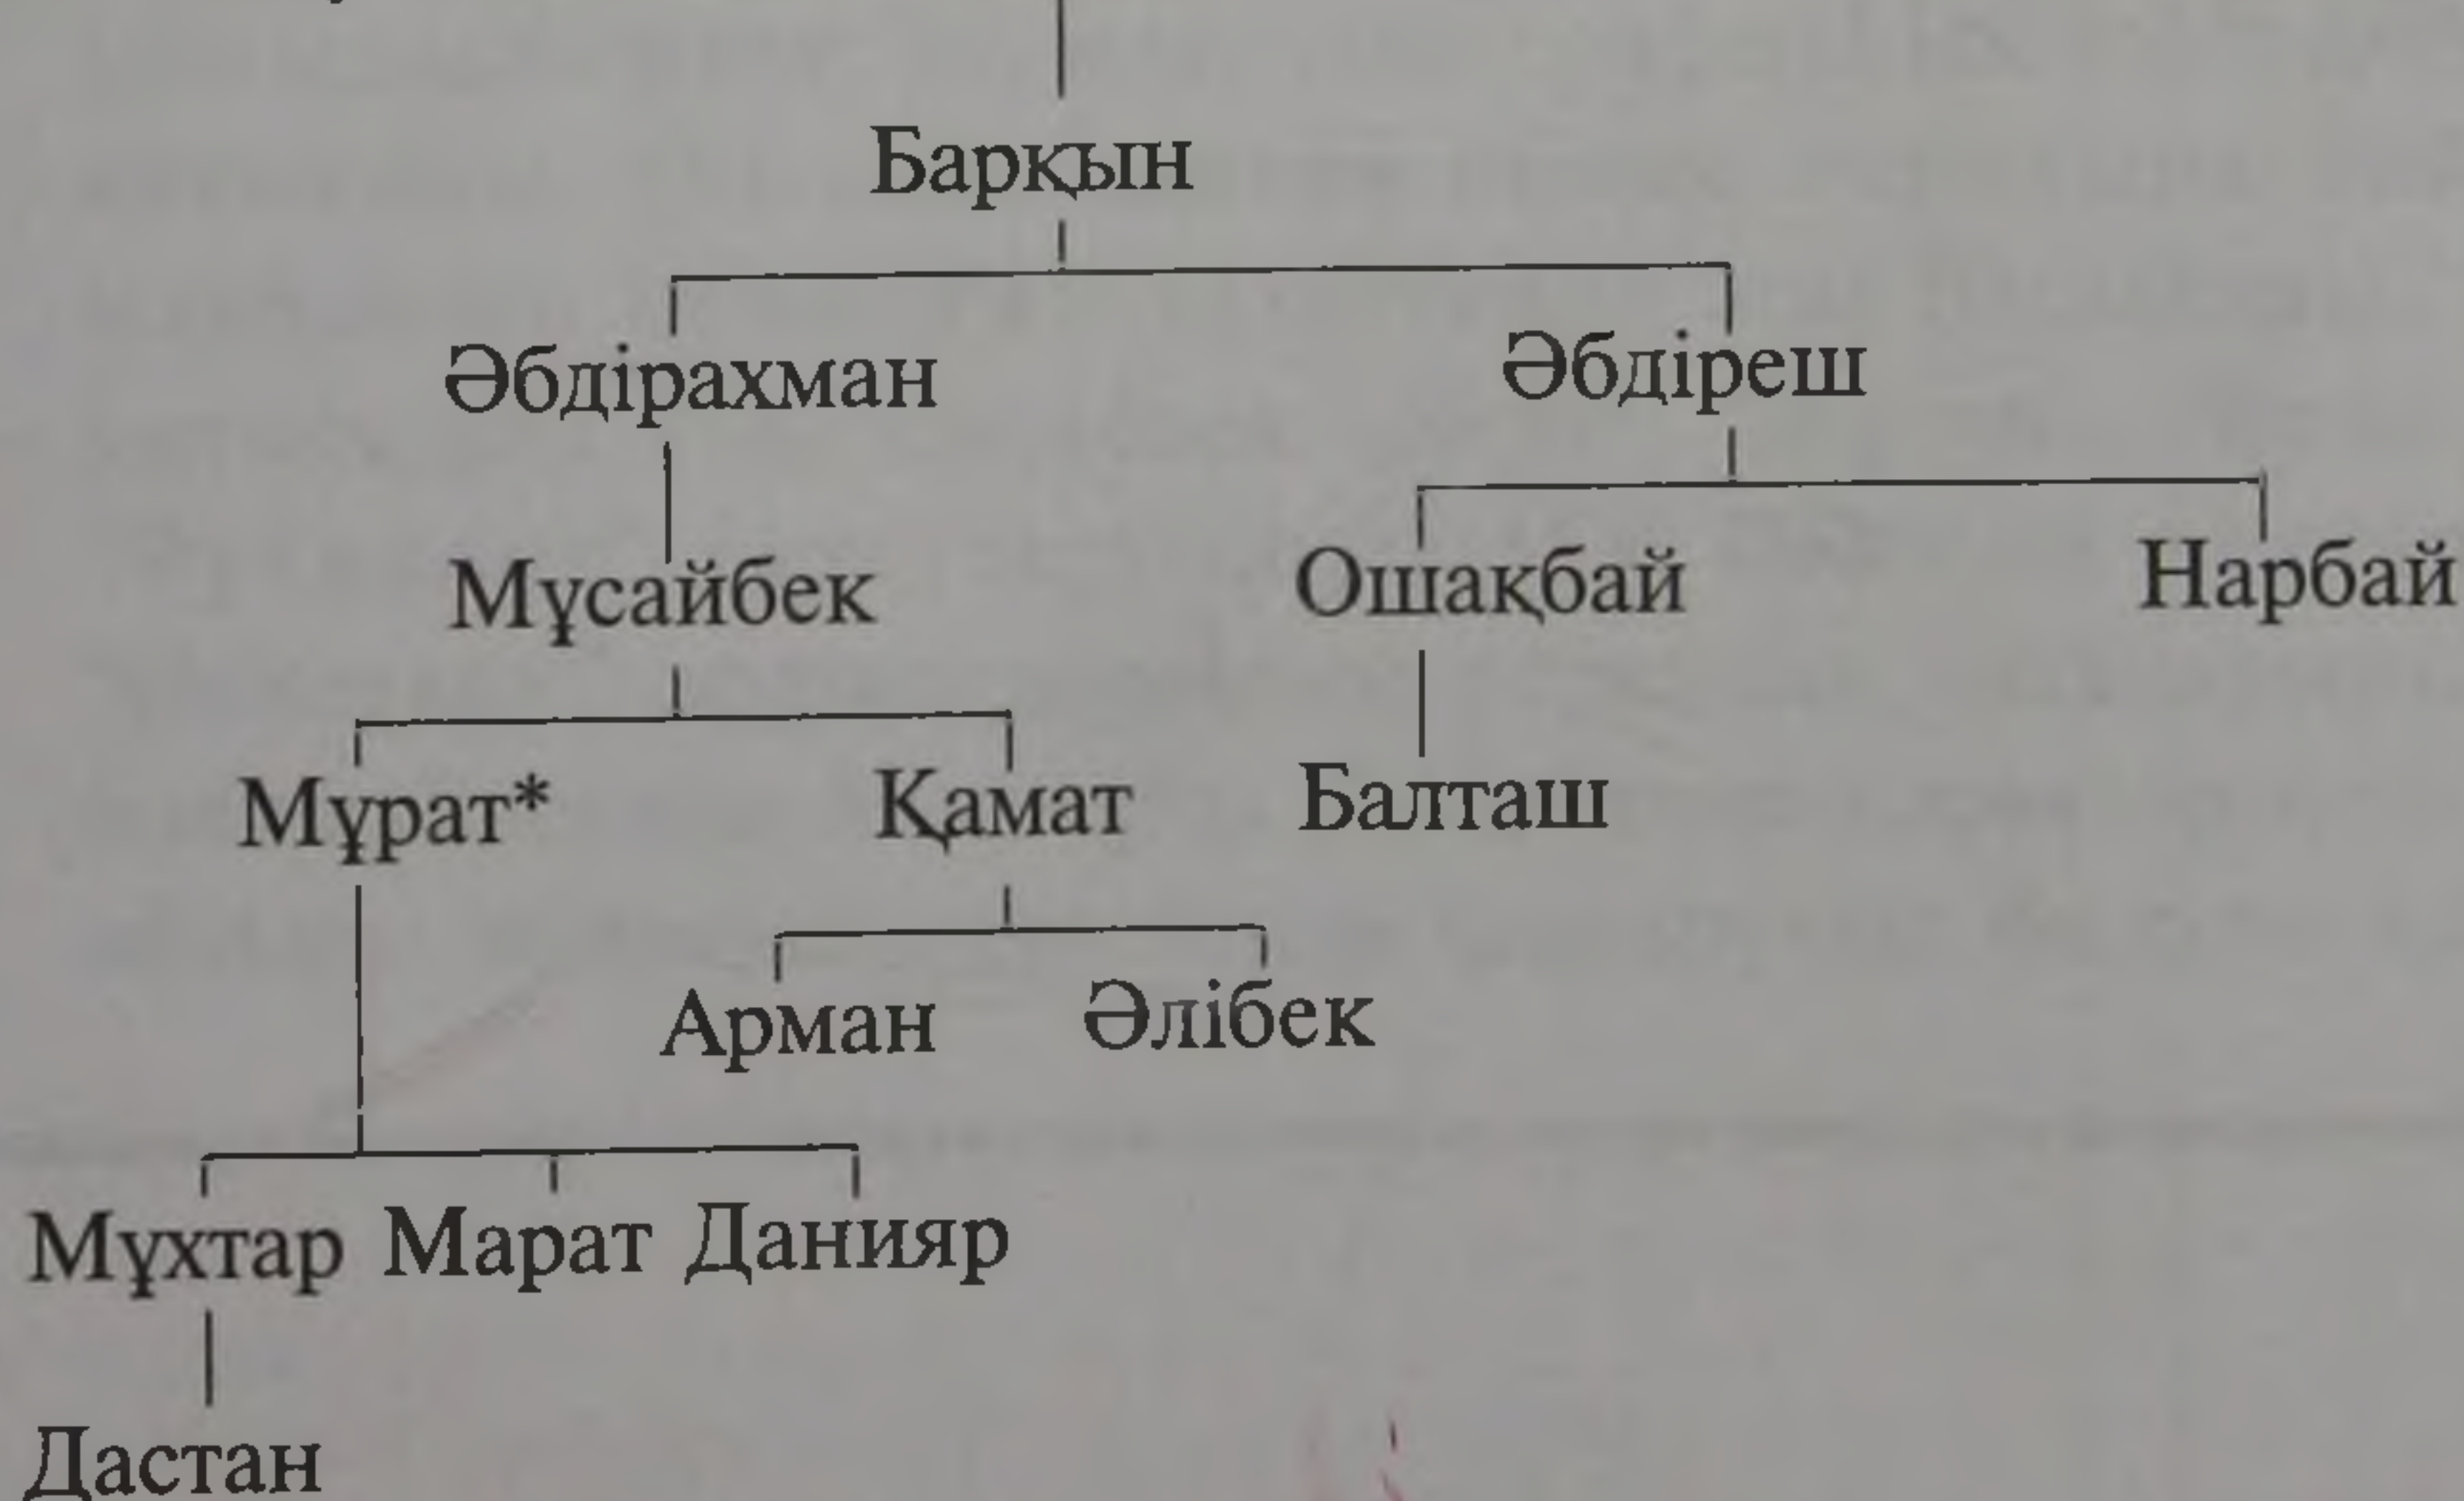 Барқын
Әбдірахман Әбдіреш
Мұсайбек Ошақбай Нарбай
Мұрат* Қамат Балташ
Арман Әлібек
Мұхтар Марат Данияр
Дастан